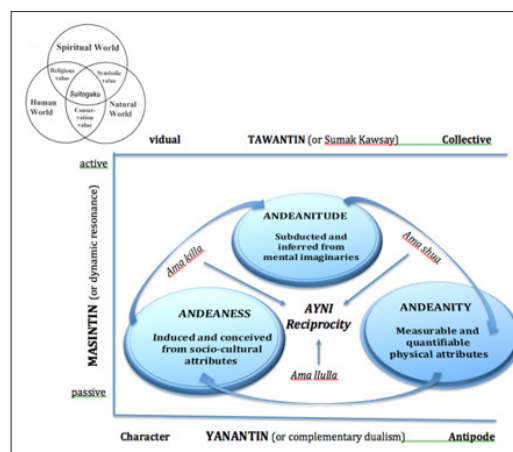 Spiritual World
Religious value
Symbolic value
Suitogaku
Human World
Natural World
Conser-
vation
value
vidual TAWANTIN (or Sumak Kawsay) Collective
active
ANDEANITUDE
Subducted and
inferred from
mental imaginaries
Ama killa
Ama shua
MASINTIN (or dynamic resonance)
AYNI
Reciprocity
ANDEANESS
Induced and conceived
from socio-cultural
attributes
ANDEANITY
Measurable and
quantifiable
physical attributes
Ama llulla
passive
Character YANANTIN (or complementary dualism) Antipode